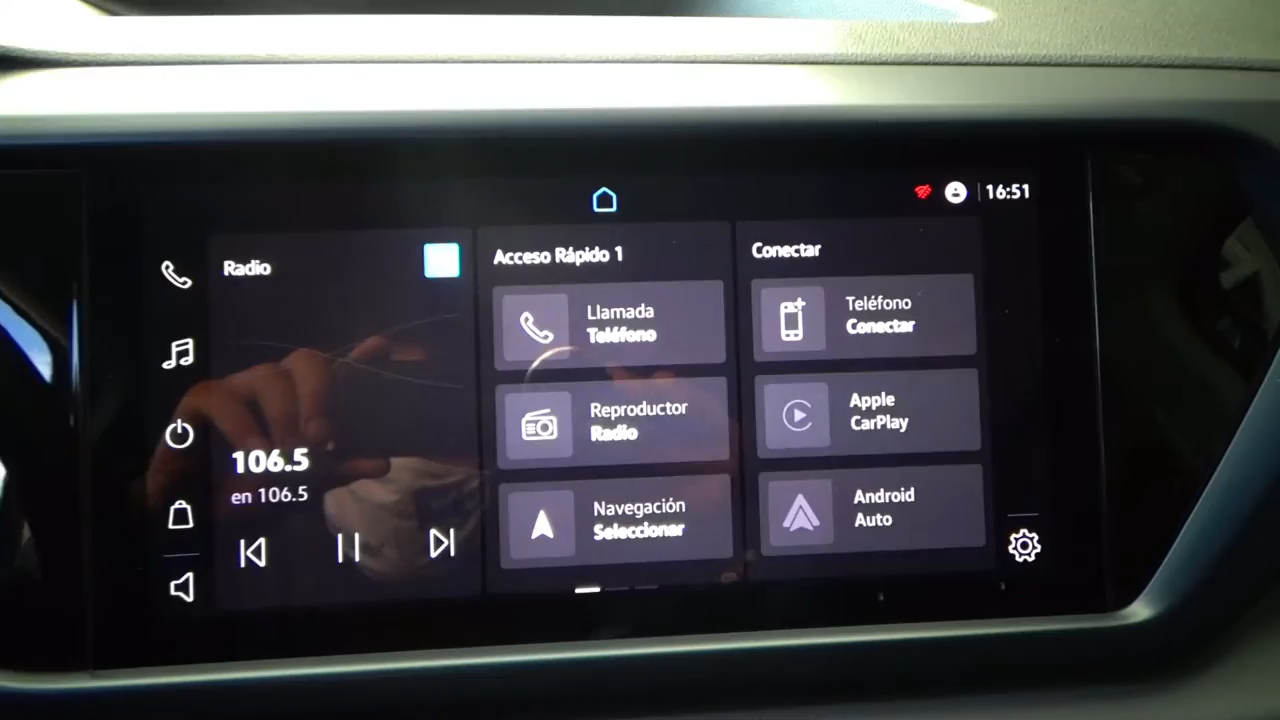 16:51
Radio
106.5
en 106.5
Acceso Rápido 1
Llamada
Teléfono
Reproductor
Radio
Navegación
Seleccionar
Conectar
Teléfono
Conectar
Apple
CarPlay
Android
Auto